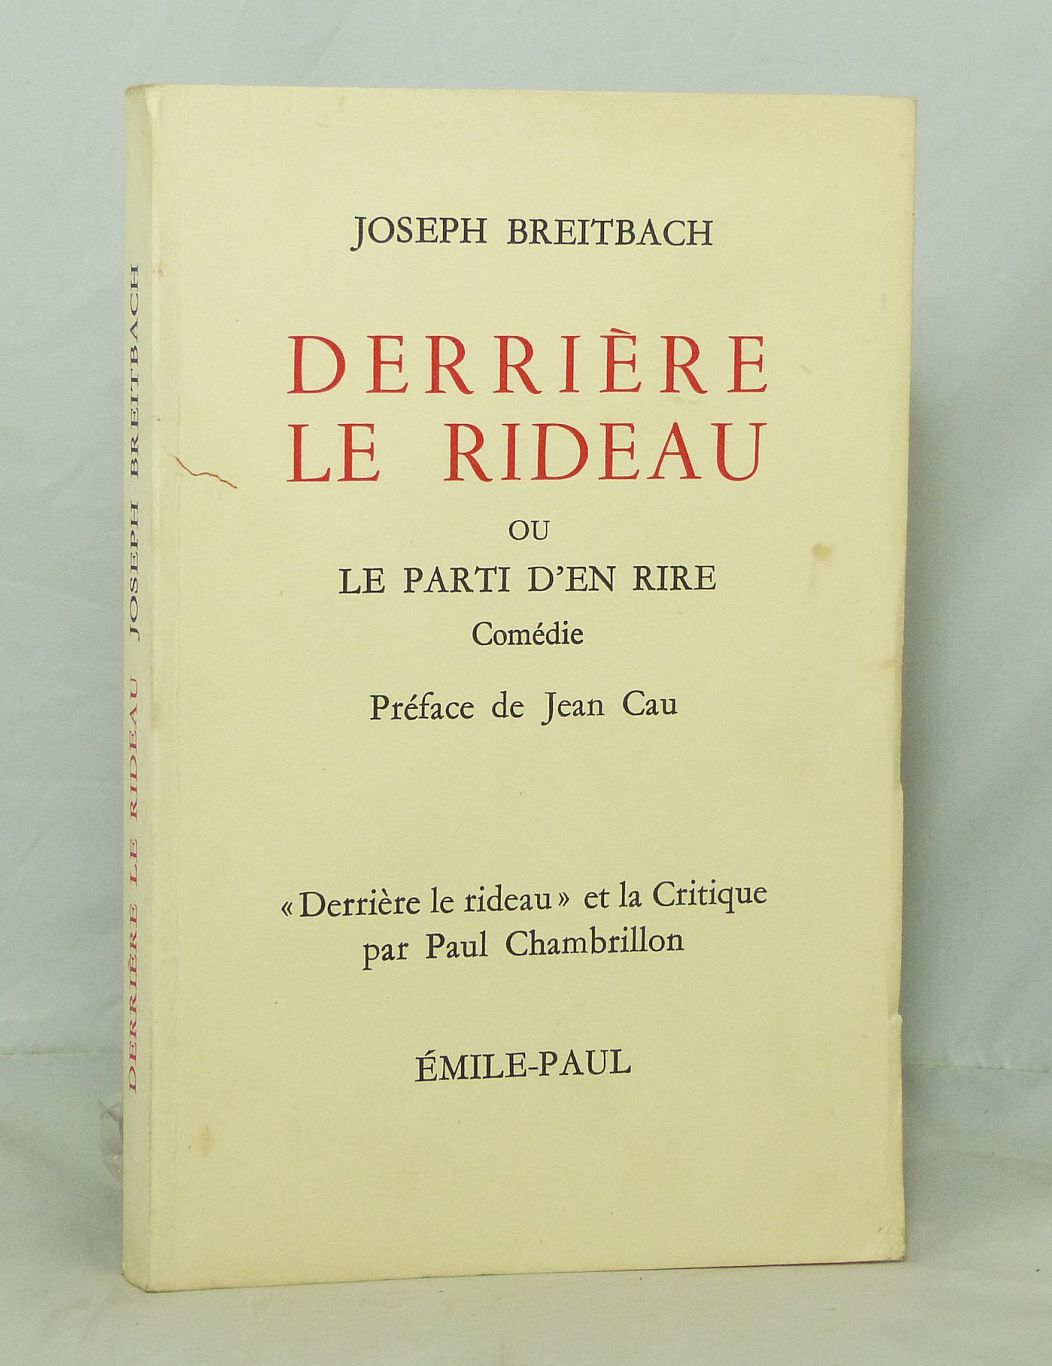 JOSEPH BREITBACH
DERRIÈRE
LE RIDEAU
OU
LE PARTI D'EN RIRE
Comédie
Préface de Jean Cau
« Derrière le rideau » et la Critique
par Paul Chambrillon
ÉMILE-PAUL
DERRIÈRE LE RIDEAU JOSEPH BREITBACH